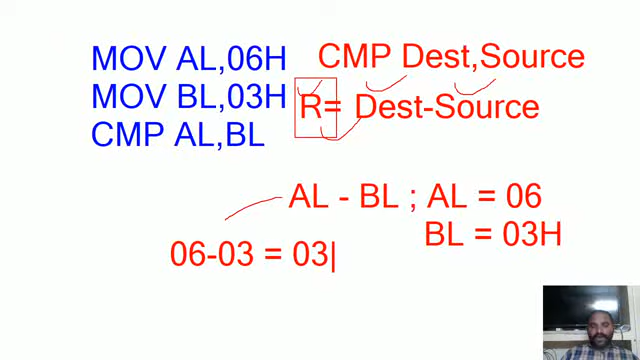 MOV AL,06H
MOV BL,03H
CMP AL,BL
CMP Dest,Source
R= Dest-Source
AL - BL ; AL = 06
BL = 03H
06-03 = 03